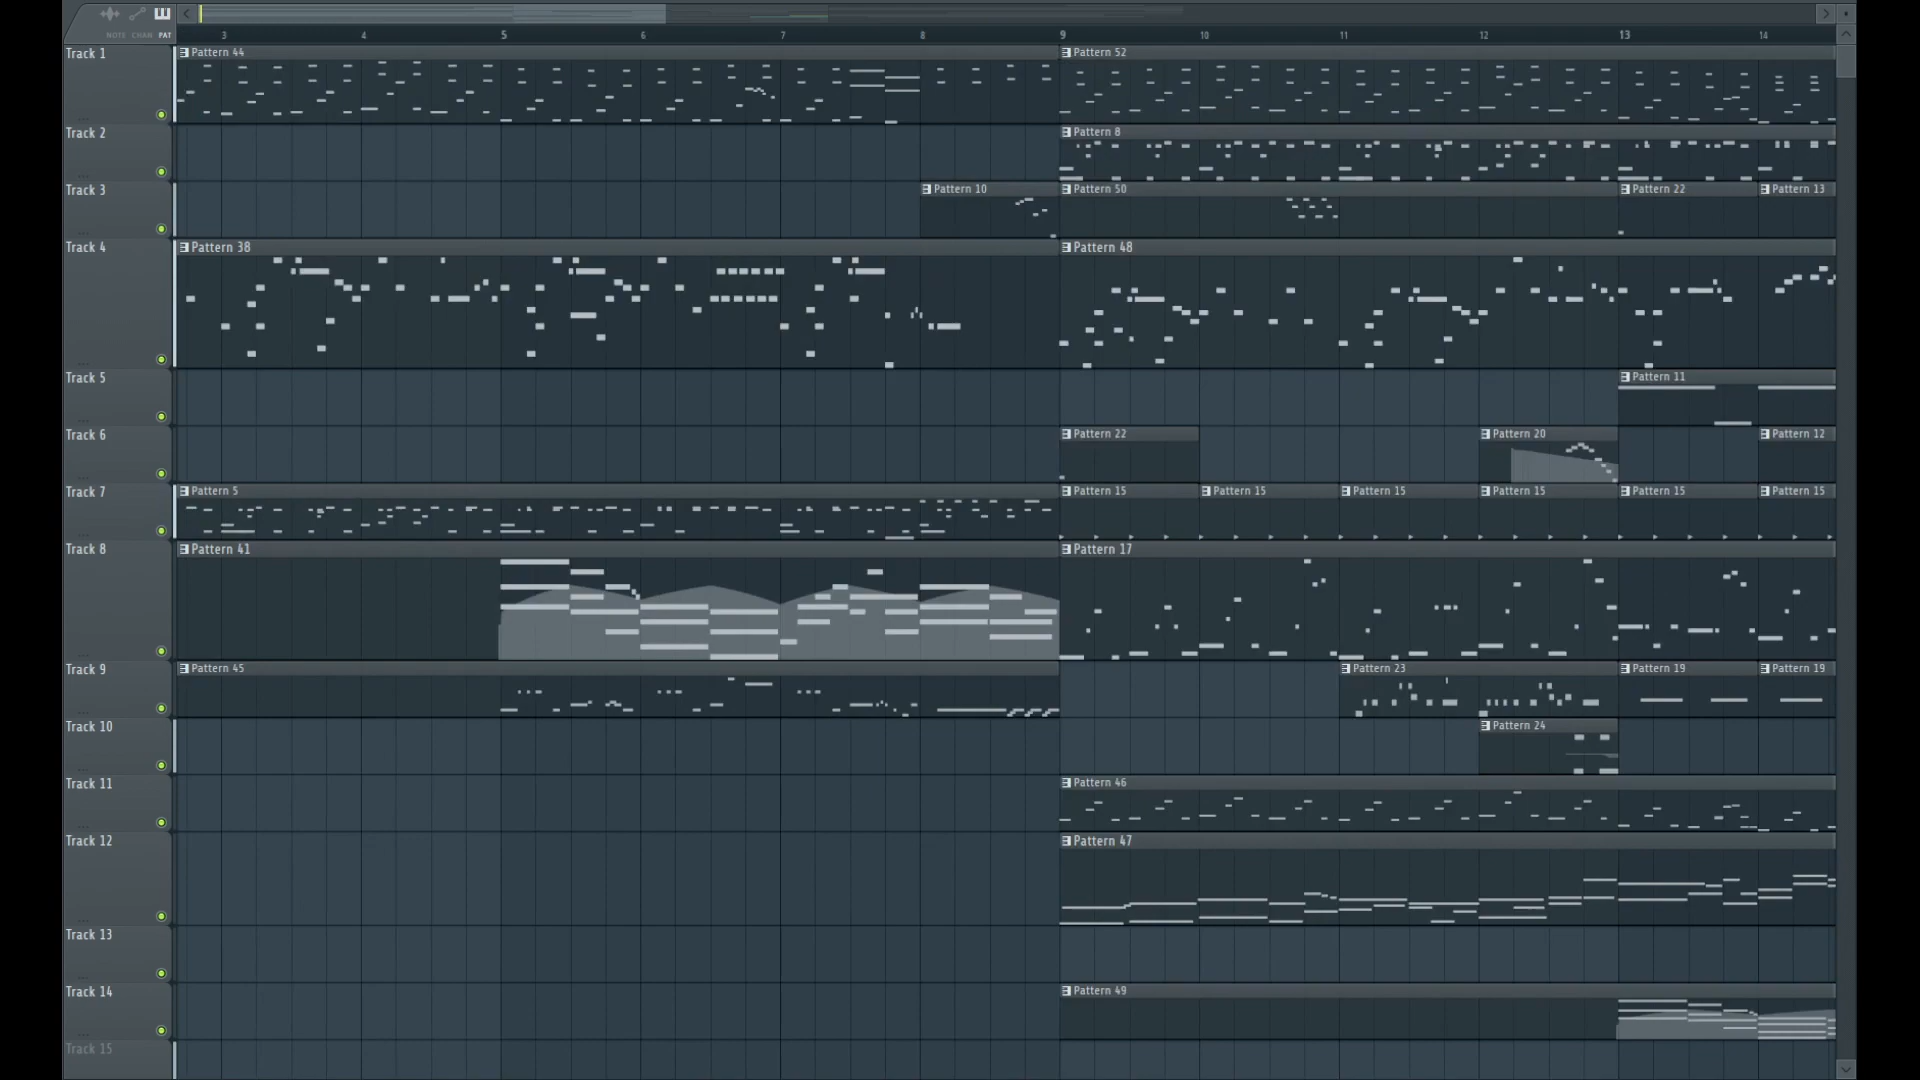 NOTE CHAN PAT
3 4 5 6 7 8 9 10 11 12 13 14
Track 1 Pattern 44 Pattern 52
Track 2 Pattern 8
Track 3 Pattern 10 Pattern 50 Pattern 22 Pattern 13
Track 4 Pattern 38 Pattern 48
Track 5 Pattern 11
Track 6 Pattern 22 Pattern 20 Pattern 12
Track 7 Pattern 5 Pattern 15 Pattern 15 Pattern 15 Pattern 15 Pattern 15 Pattern 15
Track 8 Pattern 41 Pattern 17
Track 9 Pattern 45 Pattern 23 Pattern 19 Pattern 19
Track 10 Pattern 24
Track 11 Pattern 46
Track 12 Pattern 47
Track 13
Track 14 Pattern 49
Track 15